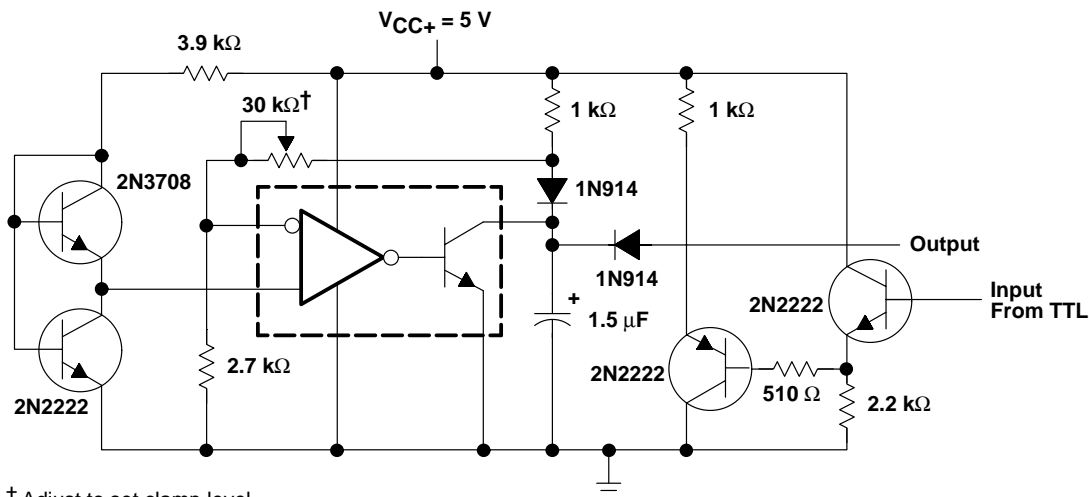 VCC+ = 5 V
3.9 kΩ
30 kΩ†
1 kΩ
1 kΩ
2N3708
1N914
Output
1N914
2N2222
Input
From TTL
+
1.5 μF
2.7 kΩ
2N2222
510 Ω
2N2222
2.2 kΩ
† Adjust to set clamp level